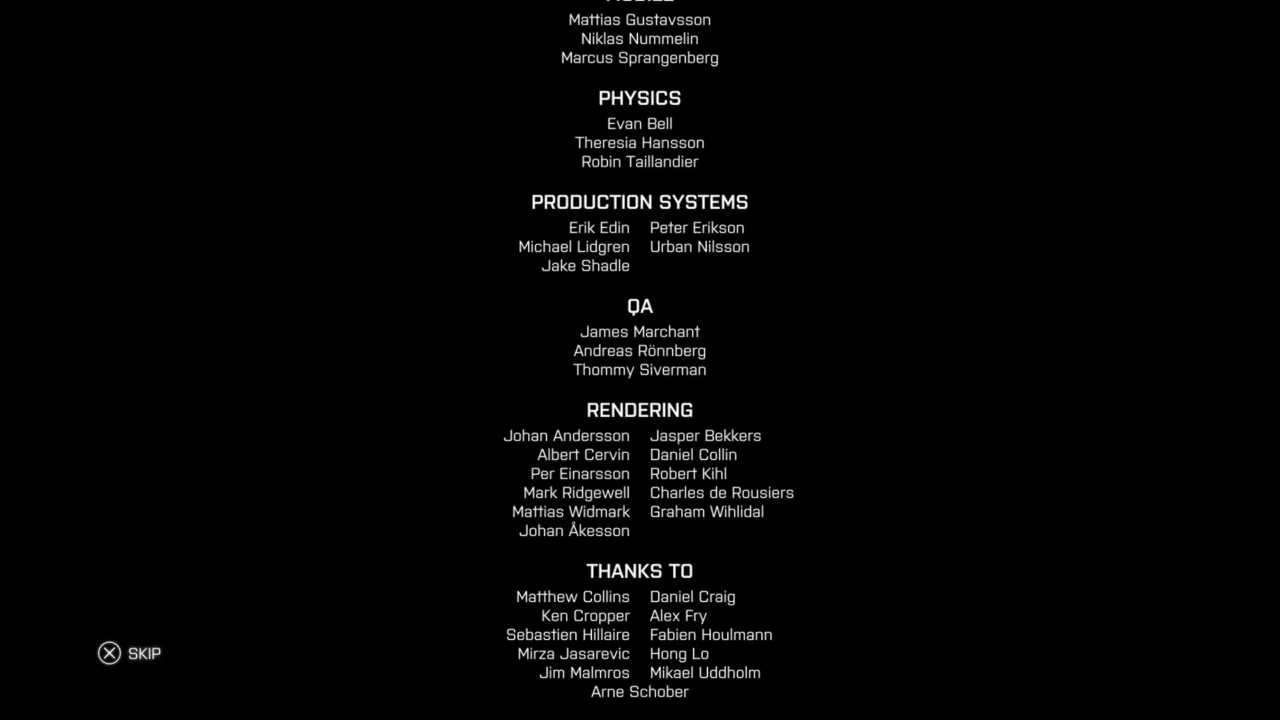 Mattias Gustavsson
Niklas Nummelin
Marcus Sprangenberg
PHYSICS
Evan Bell
Theresia Hansson
Robin Taillandier
PRODUCTION SYSTEMS
Erik Edin Peter Erikson
Michael Lidgren Urban Nilsson
Jake Shadle
QA
James Marchant
Andreas Rönnberg
Thommy Siverman
RENDERING
Johan Andersson Jasper Bekkers
Albert Cervin Daniel Collin
Per Einarsson Robert Kihl
Mark Ridgewell Charles de Rousiers
Mattias Widmark Graham Wihlidal
Johan Åkesson
THANKS TO
Matthew Collins Daniel Craig
Ken Cropper Alex Fry
Sebastien Hillaire Fabien Houlmann
Mirza Jasarevic Hong Lo
Jim Malmros Mikael Uddholm
SKIP
Arne Schober